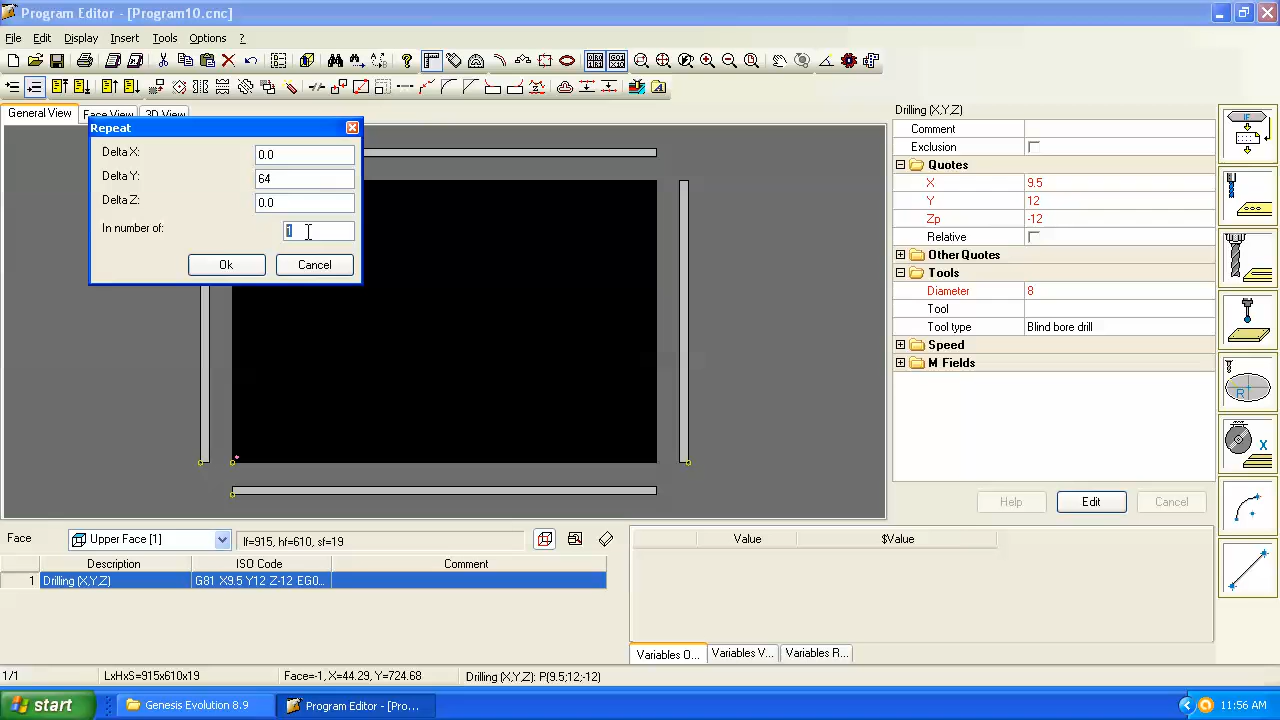 Program Editor - [Program10.cnc]
File Edit Display Insert Tools Options ?
General View Face View 3D View
Repeat
Delta X: 0.0
Delta Y: 64
Delta Z: 0.0
In number of: 1
Ok Cancel
Drilling (X,Y,Z)
Comment
Exclusion
Quotes
X 9.5
Y 12
Zp -12
Relative
Other Quotes
Tools
Diameter 8
Tool
Tool type Blind bore drill
Speed
M Fields
Help Edit Cancel
IF
R
X
Face Upper Face [1] lf=915, hf=610, sf=19
Description ISO Code Comment
1 Drilling (X,Y,Z) G81 X9.5 Y12 Z-12 EG0...
Value $Value
Variables O... Variables V... Variables R...
1/1 LxHxS=915x610x19 Face=-1, X=44.29, Y=724.68 Drilling (X,Y,Z): P(9.5;12;-12)
start Genesis Evolution 8.9 Program Editor - [Pro... 11:56 AM